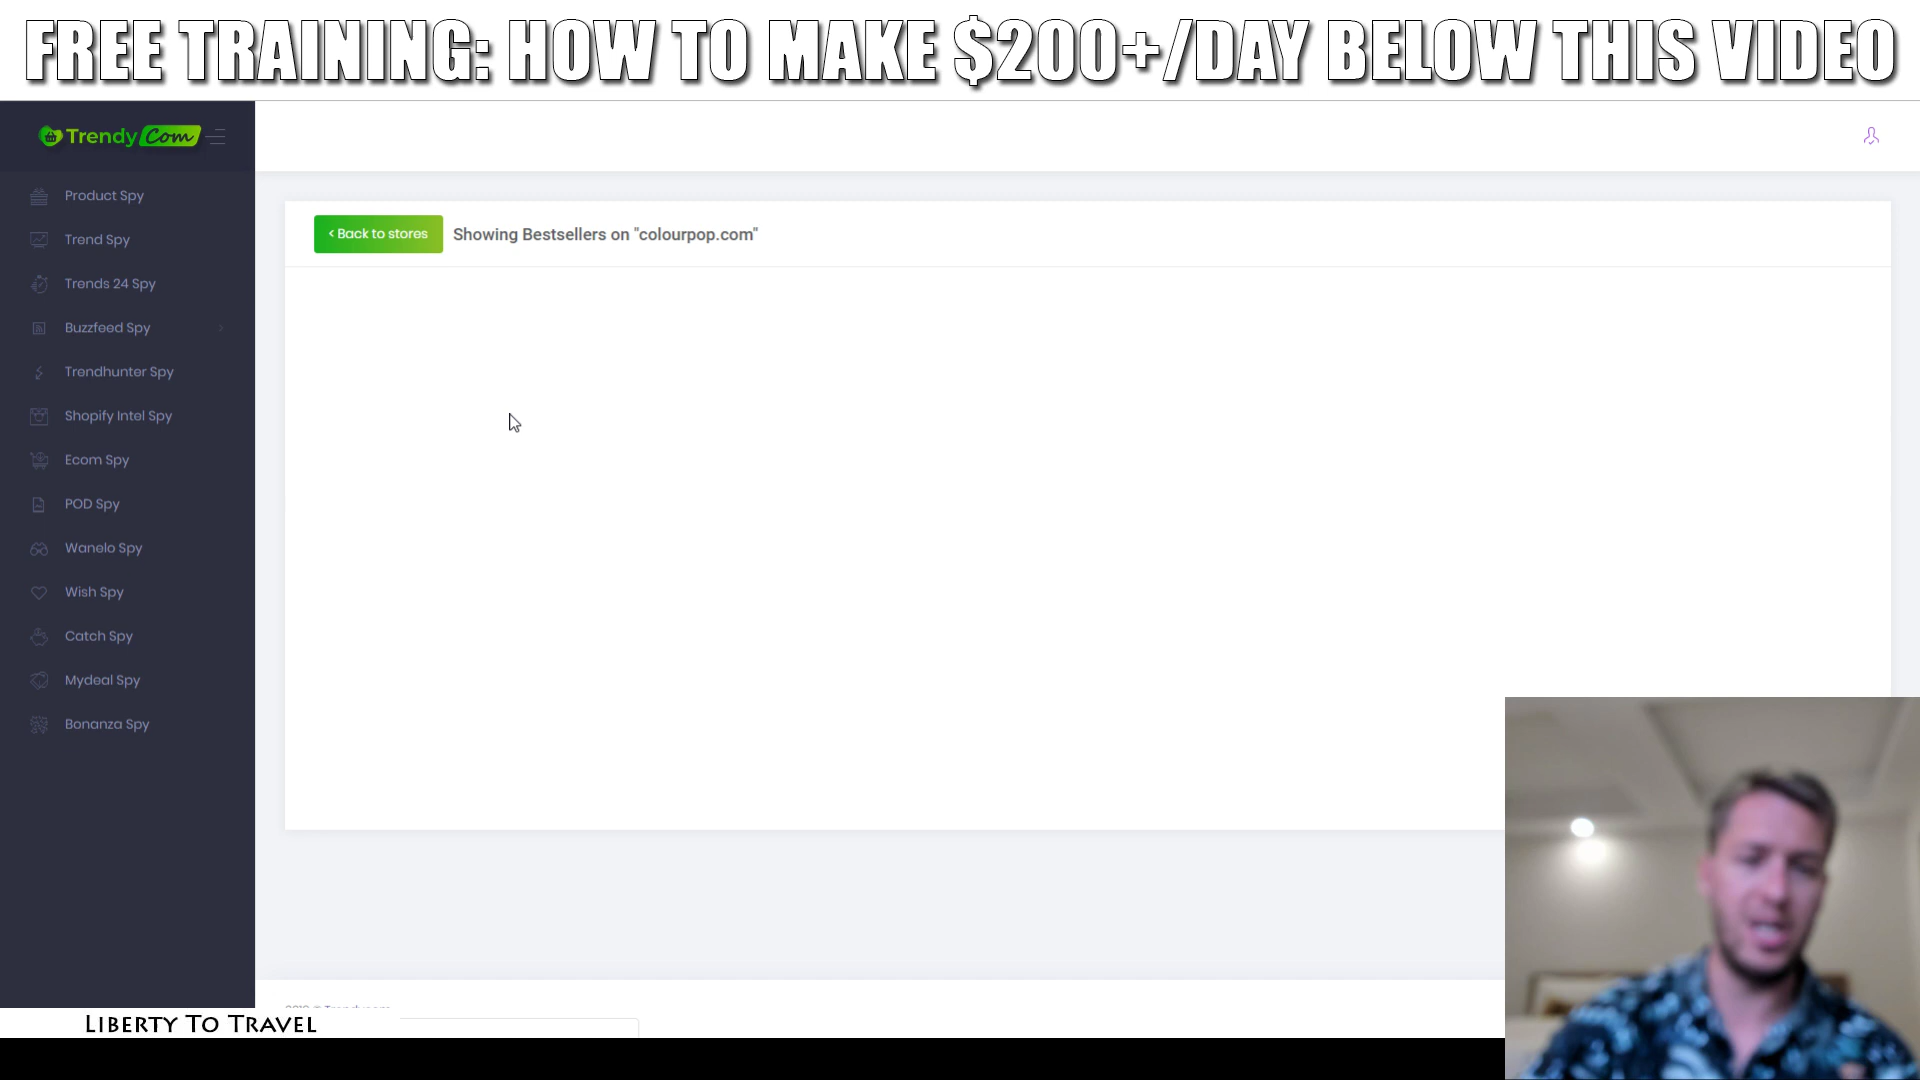 FREE TRAINING: HOW TO MAKE $200+/DAY BELOW THIS VIDEO
Trendy Com
Product Spy
Trend Spy
Trends 24 Spy
Buzzfeed Spy
Trendhunter Spy
Shopify Intel Spy
Ecom Spy
POD Spy
Wanelo Spy
Wish Spy
Catch Spy
Mydeal Spy
Bonanza Spy
< Back to stores
Showing Bestsellers on "colourpop.com"
LIBERTY TO TRAVEL